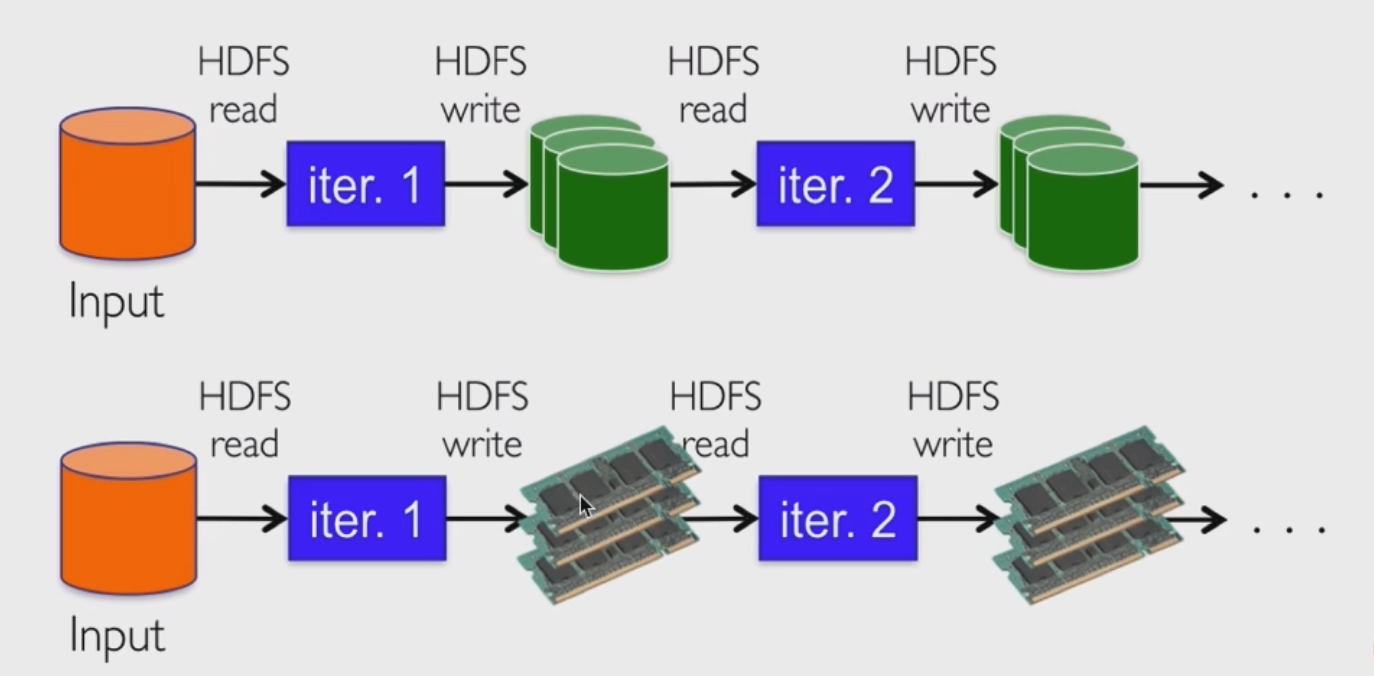 HDFS read
HDFS write
HDFS read
HDFS write
iter. 1
iter. 2
. . .
Input
HDFS read
HDFS write
HDFS read
HDFS write
iter. 1
iter. 2
. . .
Input